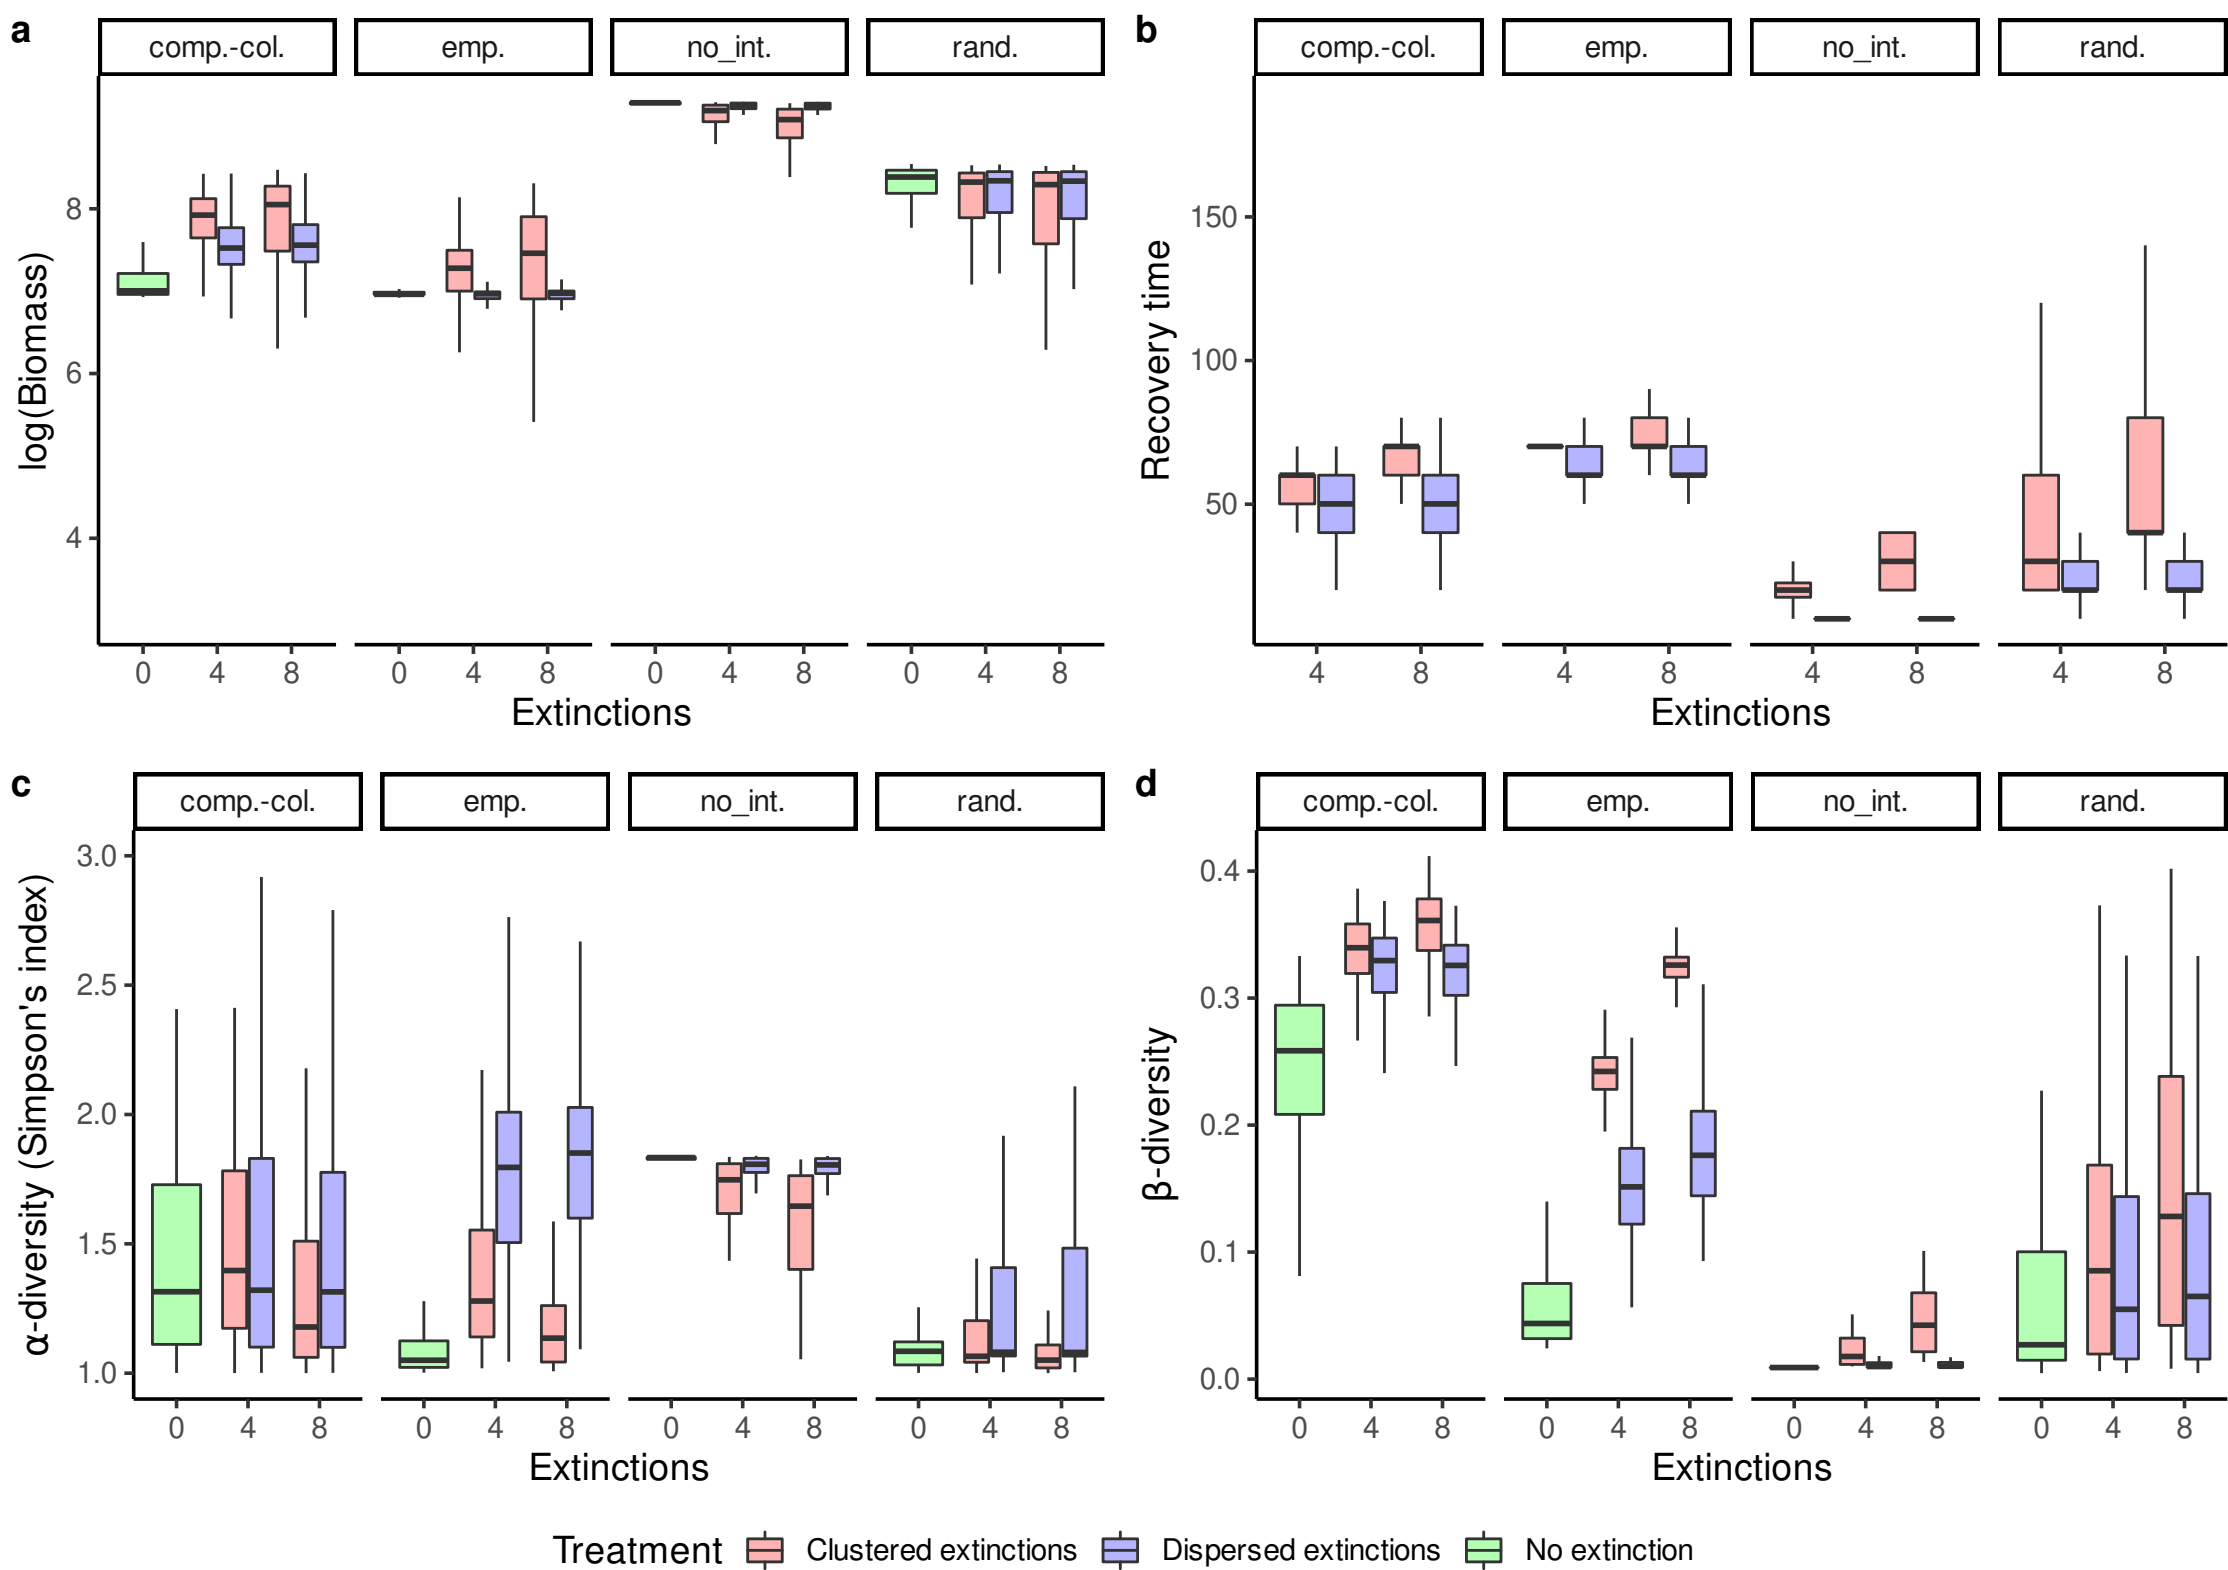 a
comp.-col. emp. no_int. rand.
log(Biomass)
8
6
4
0 4 8 0 4 8 0 4 8 0 4 8
Extinctions
b
comp.-col. emp. no_int. rand.
Recovery time
150
100
50
4 8 4 8 4 8 4 8
Extinctions
c
comp.-col. emp. no_int. rand.
α-diversity (Simpson's index)
3.0
2.5
2.0
1.5
1.0
0 4 8 0 4 8 0 4 8 0 4 8
Extinctions
d
comp.-col. emp. no_int. rand.
β-diversity
0.4
0.3
0.2
0.1
0.0
0 4 8 0 4 8 0 4 8 0 4 8
Extinctions
Treatment Clustered extinctions Dispersed extinctions No extinction